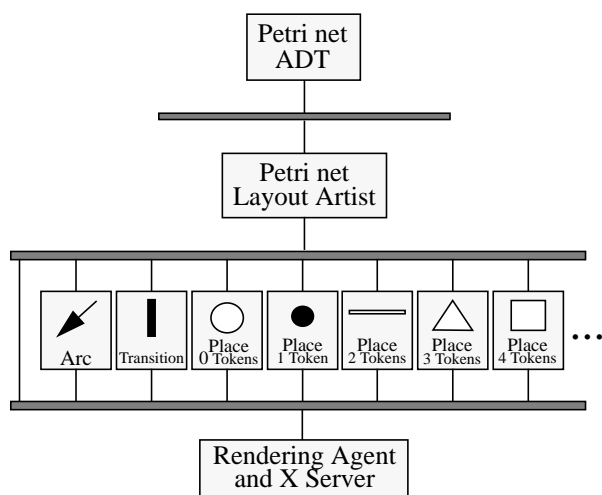 Petri net
ADT
Petri net
Layout Artist
Arc
Transition
Place
0 Tokens
Place
1 Token
Place
2 Tokens
Place
3 Tokens
Place
4 Tokens
...
Rendering Agent
and X Server